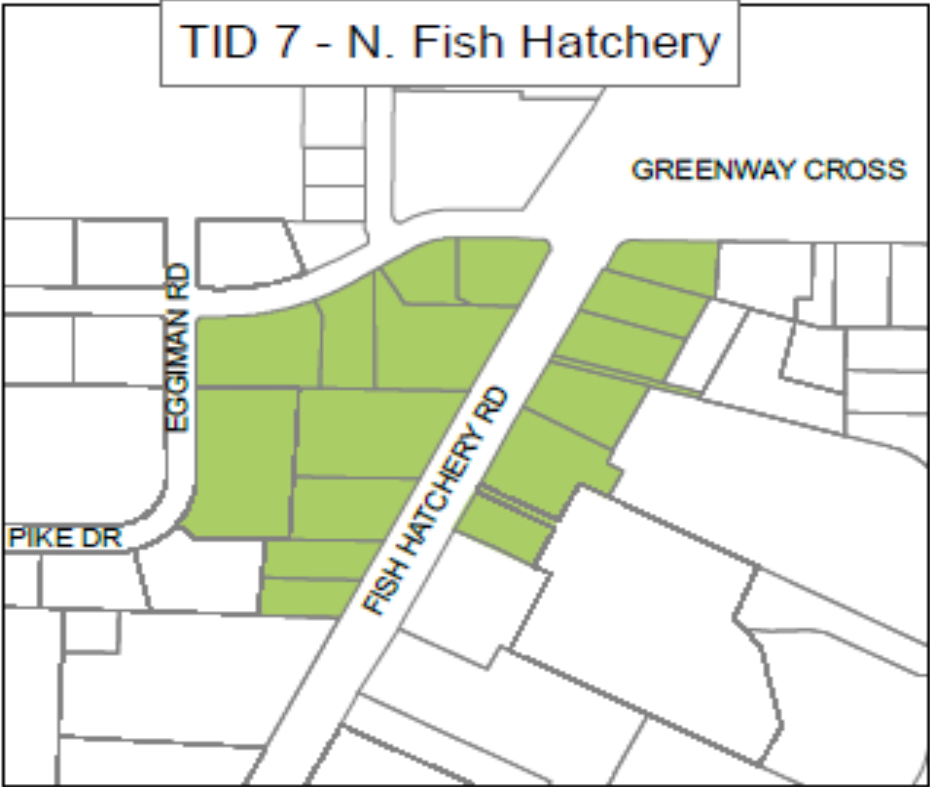 TID 7 - N. Fish Hatchery
GREENWAY CROSS
EGGIMAN RD
FISH HATCHERY RD
PIKE DR